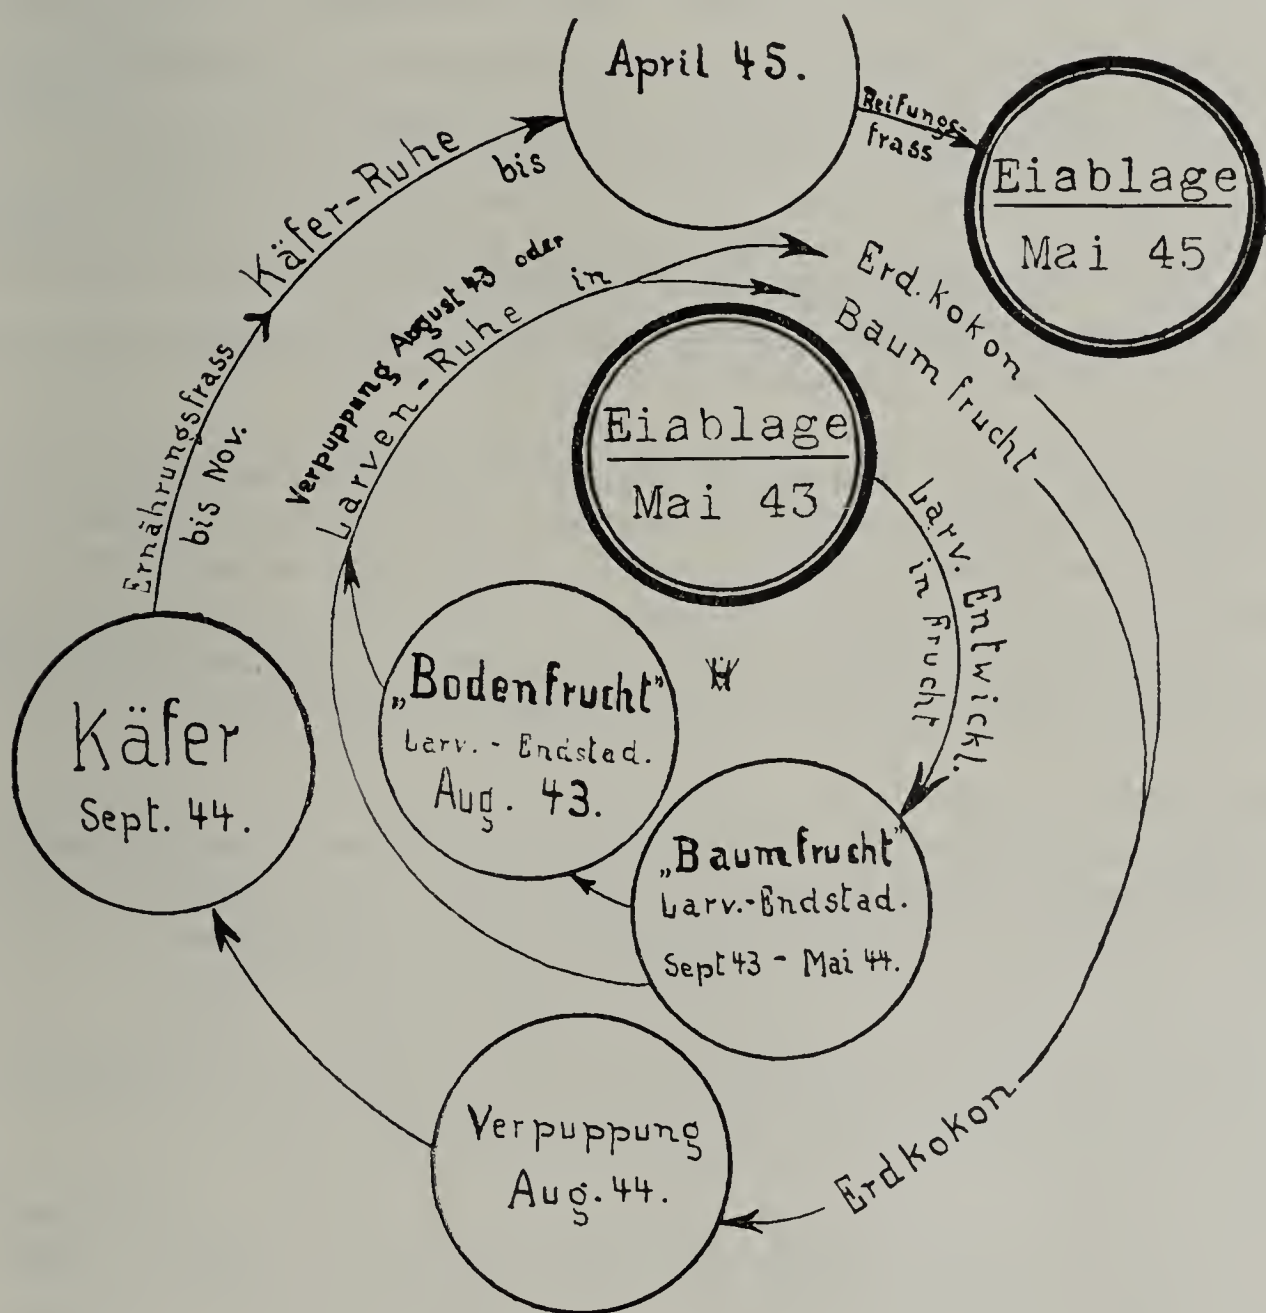 April 45.
Reifungs-
frass
Eiablage
Mai 45
Käfer-Ruhe
bis
Ernährungsfrass
bis Nov.
Verpuppung August 43 oder
Larven-Ruhe in
Erd.kokon
Baumfrucht
Eiablage
Mai 43
Larv. Entwickl.
in Frucht
„Bodenfrucht"
Larv. - Endstad.
Aug. 43.
Käfer
Sept. 44.
„Baumfrucht"
Larv.-Endstad.
Sept 43 - Mai 44.
Verpuppung
Aug. 44.
Erdkokon